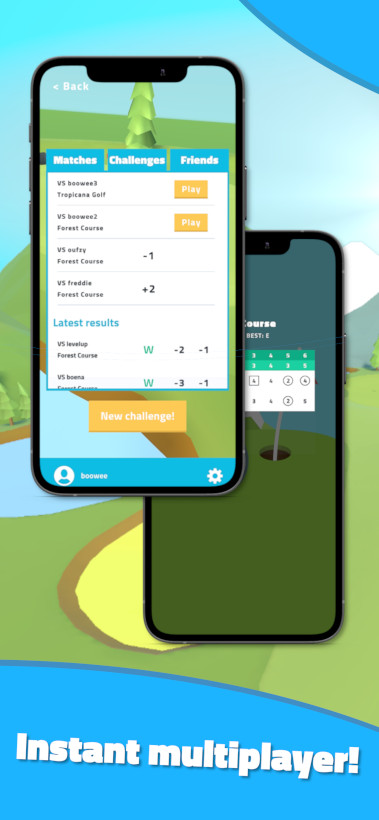 < Back
Matches Challenges Friends
VS boowee3
Tropicana Golf
Play
VS boowee2
Forest Course
Play
VS oufzy
Forest Course
-1
VS freddie
Forest Course
+2
Latest results
VS levelup
Forest Course
W -2 -1
VS boena
Forest Course
W -3 -1
New challenge!
boowee
ourse
BEST: E
3 4 5 6
3 4 3 5
4 4 2 4
3 4 2 5
Instant multiplayer!